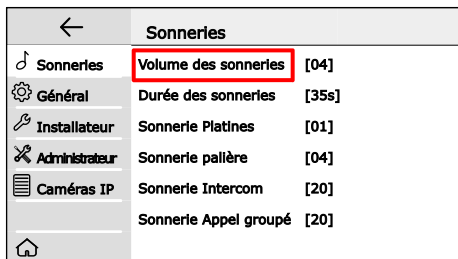 Sonneries
Sonneries
Général
Installateur
Administrateur
Caméras IP
Volume des sonneries [04]
Durée des sonneries [35s]
Sonnerie Platines [01]
Sonnerie palière [04]
Sonnerie Intercom [20]
Sonnerie Appel groupé [20]